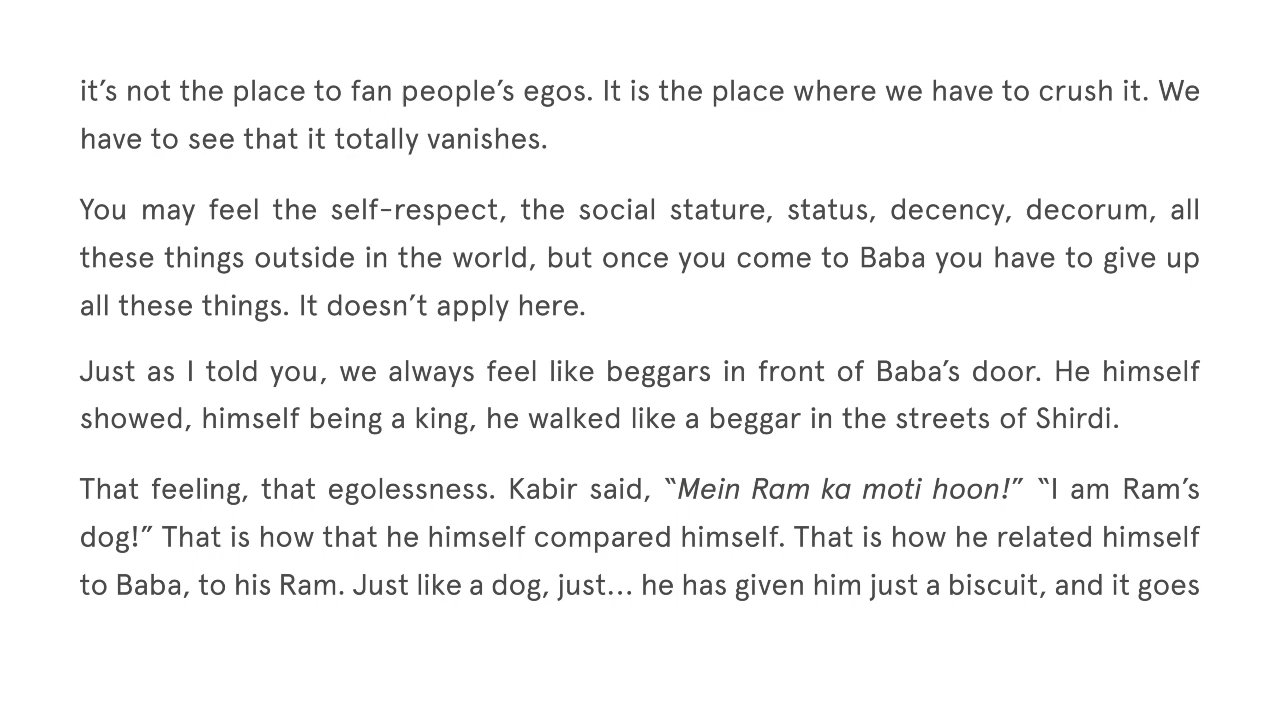 it’s not the place to fan people’s egos. It is the place where we have to crush it. We
have to see that it totally vanishes.
You may feel the self-respect, the social stature, status, decency, decorum, all
these things outside in the world, but once you come to Baba you have to give up
all these things. It doesn’t apply here.
Just as I told you, we always feel like beggars in front of Baba’s door. He himself
showed, himself being a king, he walked like a beggar in the streets of Shirdi.
That feeling, that egolessness. Kabir said, “Mein Ram ka moti hoon!” “I am Ram’s
dog!” That is how that he himself compared himself. That is how he related himself
to Baba, to his Ram. Just like a dog, just... he has given him just a biscuit, and it goes